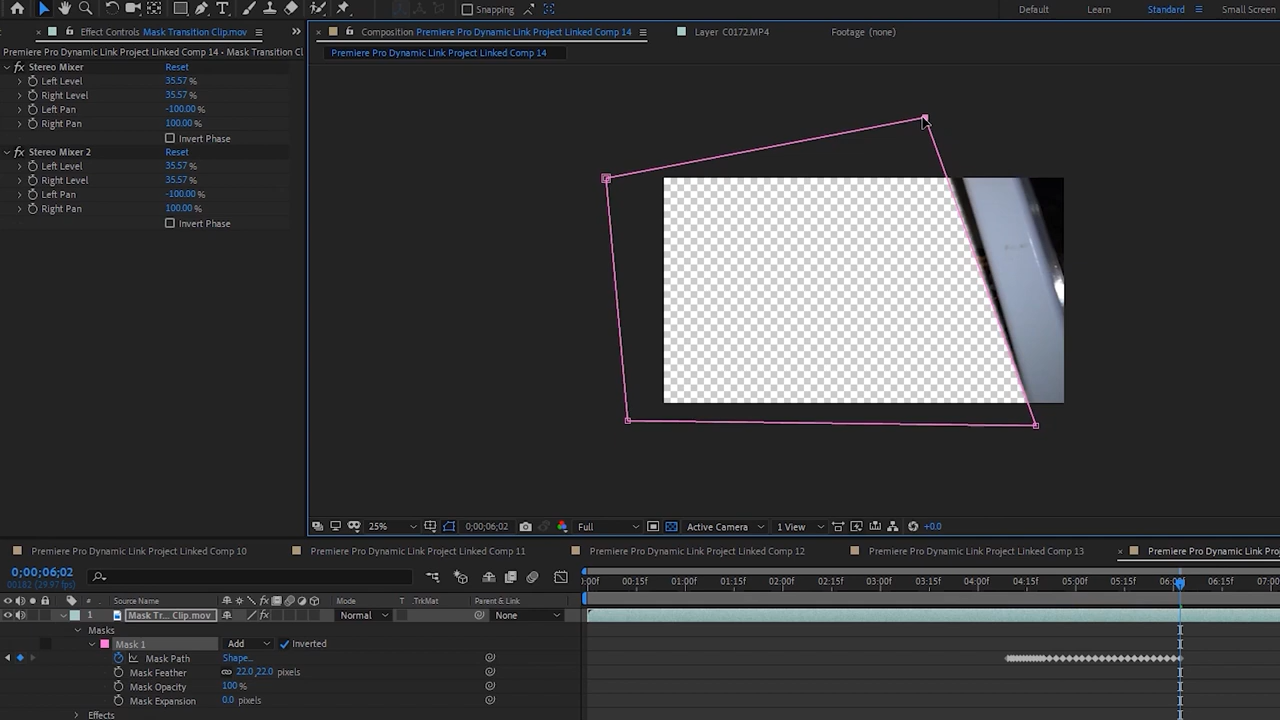 Snapping
Default
Learn
Standard
Small Screen
Effect Controls Mask Transition Clip.mov
Composition Premiere Pro Dynamic Link Project Linked Comp 14
Layer C0172.MP4
Footage (none)
Premiere Pro Dynamic Link Project Linked Comp 14 • Mask Transition Cl
Premiere Pro Dynamic Link Project Linked Comp 14
fx Stereo Mixer Reset
Left Level 35.57 %
Right Level 35.57 %
Left Pan -100.00 %
Right Pan 100.00 %
Invert Phase
fx Stereo Mixer 2 Reset
Left Level 35.57 %
Right Level 35.57 %
Left Pan -100.00 %
Right Pan 100.00 %
Invert Phase
25%
0;00;06;02
Full
Active Camera
1 View
+0.0
Premiere Pro Dynamic Link Project Linked Comp 10
Premiere Pro Dynamic Link Project Linked Comp 11
Premiere Pro Dynamic Link Project Linked Comp 12
Premiere Pro Dynamic Link Project Linked Comp 13
Premiere Pro Dynamic Link Pro
0;00;06;02
:00f 00:15f 01:00f 01:15f 02:00f 02:15f 03:00f 03:15f 04:00f 04:15f 05:00f 05:15f 06:00f 06:15f 07:00
# Source Name fx Mode T .TrkMat Parent & Link
1 Mask Tr... Clip.mov fx Normal None
Masks
Mask 1 Add Inverted
Mask Path Shape...
Mask Feather 22.0,22.0 pixels
Mask Opacity 100 %
Mask Expansion 0.0 pixels
Effects